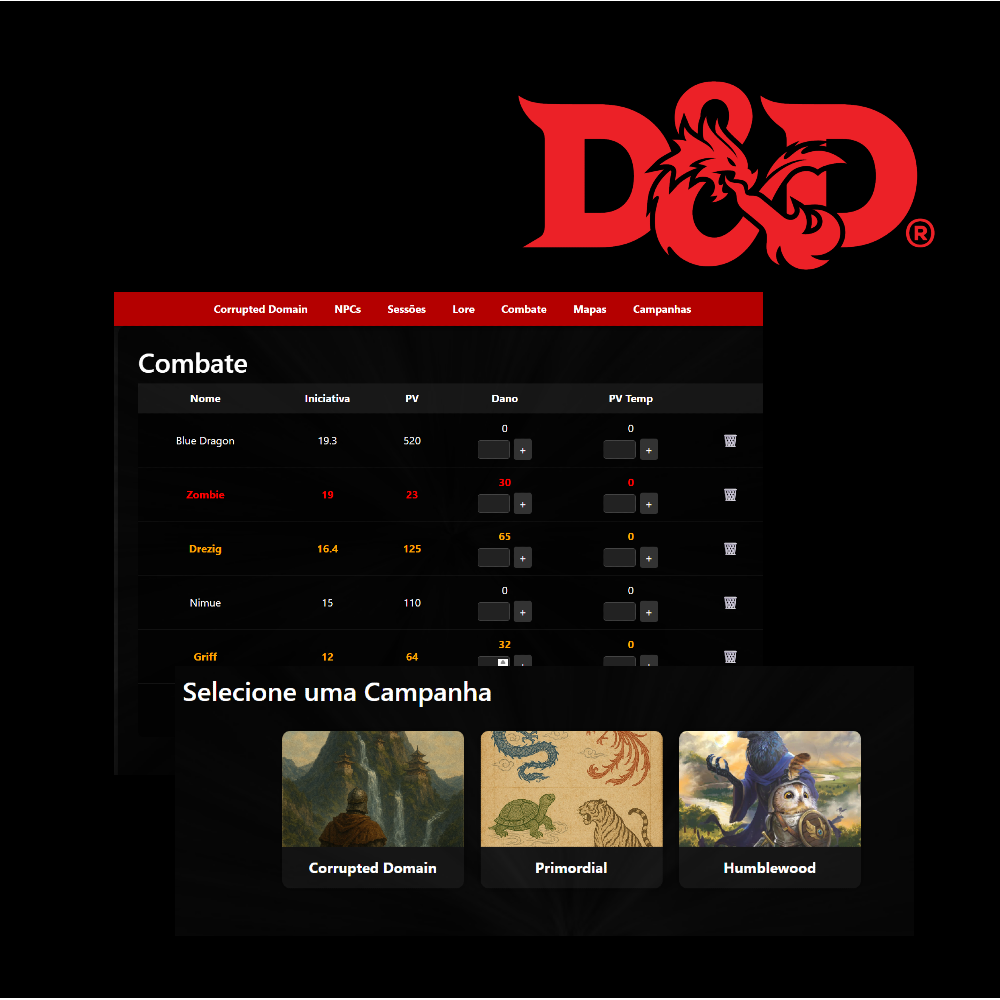 D&D®
Corrupted Domain NPCs Sessões Lore Combate Mapas Campanhas
Combate
Nome Iniciativa PV Dano PV Temp
Blue Dragon 19.3 520 0 + 0 +
Zombie 19 23 30 + 0 +
Drezig 16.4 125 65 + 0 +
Nimue 15 110 0 + 0 +
Griff 12 64 32 0
Selecione uma Campanha
Corrupted Domain Primordial Humblewood